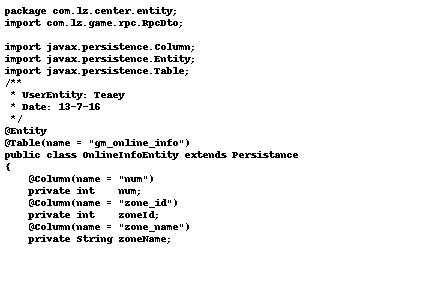 package com.lz.center.entity;
import com.lz.game.rpc.RpcDto;
import javax.persistence.Column;
import javax.persistence.Entity;
import javax.persistence.Table;
/**
 * UserEntity: Teaey
 * Date: 13-7-16
 */
@Entity
@Table(name = "gm_online_info")
public class OnlineInfoEntity extends Persistance
{
    @Column(name = "num")
    private int    num;
    @Column(name = "zone_id")
    private int    zoneId;
    @Column(name = "zone_name")
    private String zoneName;